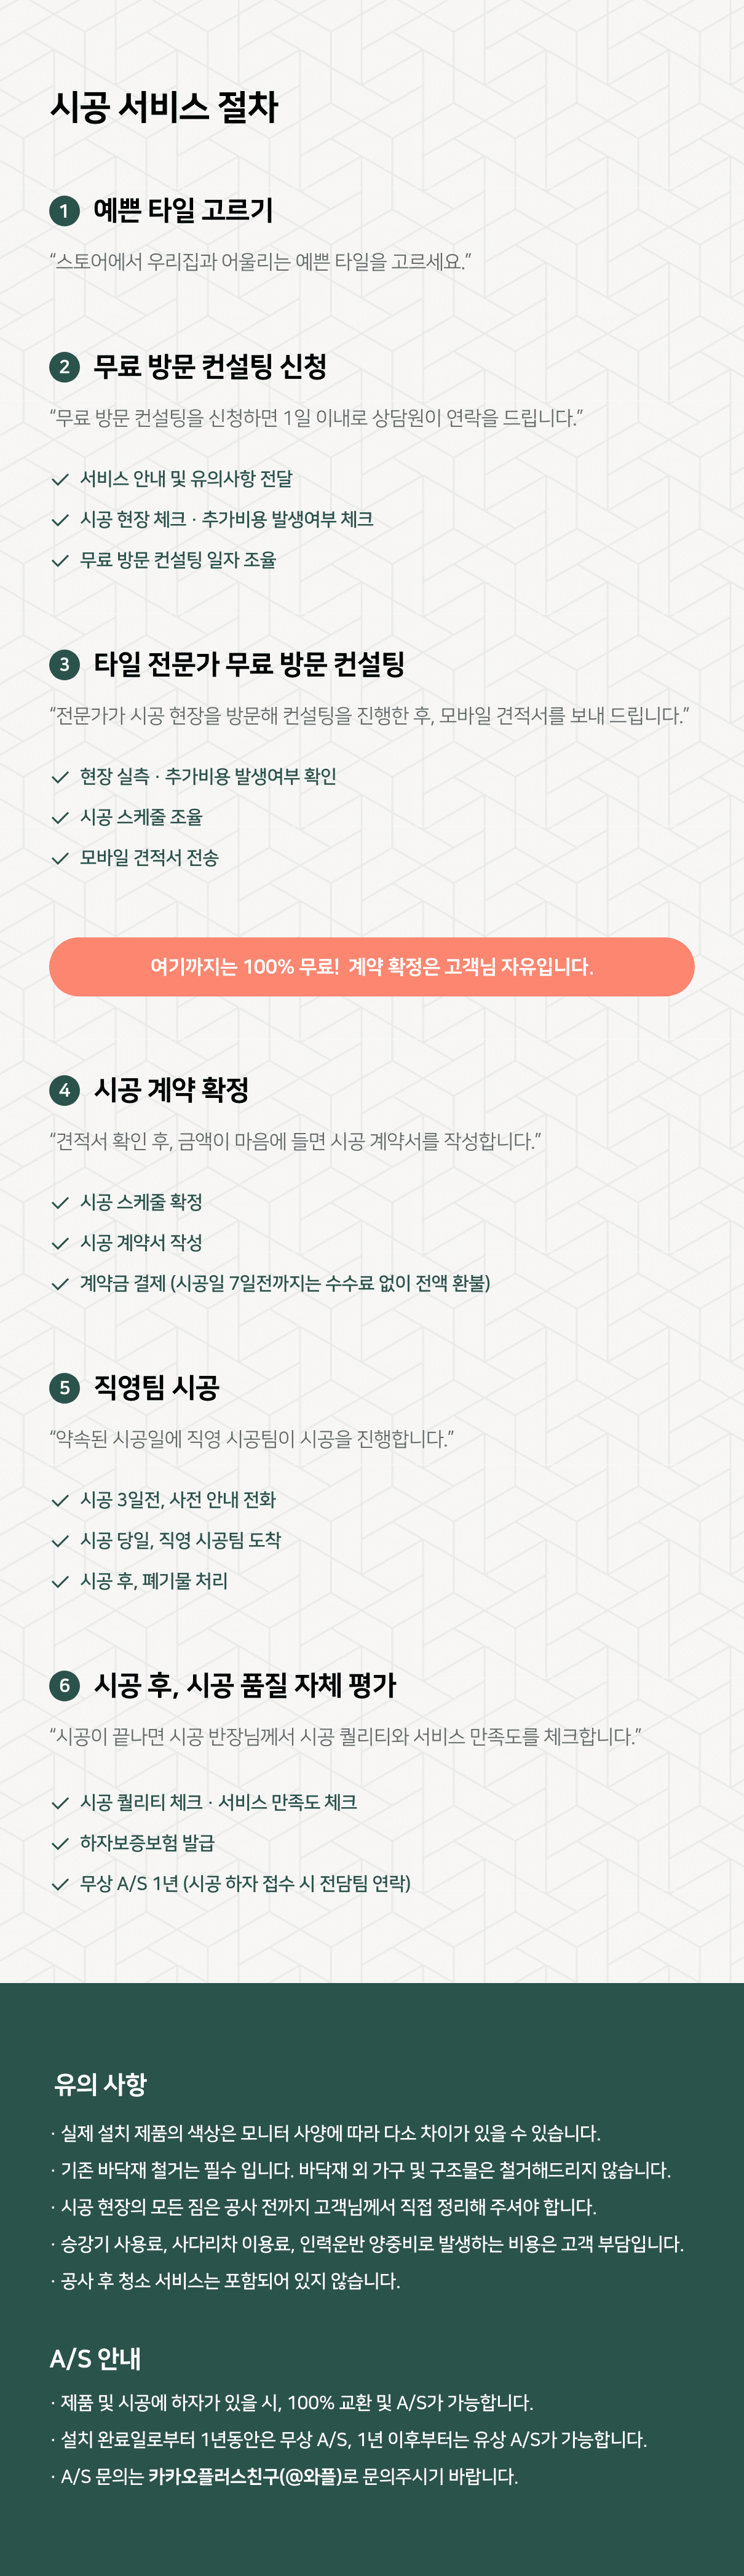 시공 서비스 절차
1 예쁜 타일 고르기
“스토어에서 우리집과 어울리는 예쁜 타일을 고르세요.”
2 무료 방문 컨설팅 신청
“무료 방문 컨설팅을 신청하면 1일 이내로 상담원이 연락을 드립니다.”
서비스 안내 및 유의사항 전달
시공 현장 체크 · 추가비용 발생여부 체크
무료 방문 컨설팅 일자 조율
3 타일 전문가 무료 방문 컨설팅
“전문가가 시공 현장을 방문해 컨설팅을 진행한 후, 모바일 견적서를 보내 드립니다.”
현장 실측 · 추가비용 발생여부 확인
시공 스케줄 조율
모바일 견적서 전송
여기까지는 100% 무료! 계약 확정은 고객님 자유입니다.
4 시공 계약 확정
“견적서 확인 후, 금액이 마음에 들면 시공 계약서를 작성합니다.”
시공 스케줄 확정
시공 계약서 작성
계약금 결제 (시공일 7일전까지는 수수료 없이 전액 환불)
5 직영팀 시공
“약속된 시공일에 직영 시공팀이 시공을 진행합니다.”
시공 3일전, 사전 안내 전화
시공 당일, 직영 시공팀 도착
시공 후, 폐기물 처리
6 시공 후, 시공 품질 자체 평가
“시공이 끝나면 시공 반장님께서 시공 퀄리티와 서비스 만족도를 체크합니다.”
시공 퀄리티 체크 · 서비스 만족도 체크
하자보증보험 발급
무상 A/S 1년 (시공 하자 접수 시 전담팀 연락)
유의 사항
· 실제 설치 제품의 색상은 모니터 사양에 따라 다소 차이가 있을 수 있습니다.
· 기존 바닥재 철거는 필수 입니다. 바닥재 외 가구 및 구조물은 철거해드리지 않습니다.
· 시공 현장의 모든 짐은 공사 전까지 고객님께서 직접 정리해 주셔야 합니다.
· 승강기 사용료, 사다리차 이용료, 인력운반 양중비로 발생하는 비용은 고객 부담입니다.
· 공사 후 청소 서비스는 포함되어 있지 않습니다.
A/S 안내
· 제품 및 시공에 하자가 있을 시, 100% 교환 및 A/S가 가능합니다.
· 설치 완료일로부터 1년동안은 무상 A/S, 1년 이후부터는 유상 A/S가 가능합니다.
· A/S 문의는 카카오플러스친구(@와플)로 문의주시기 바랍니다.